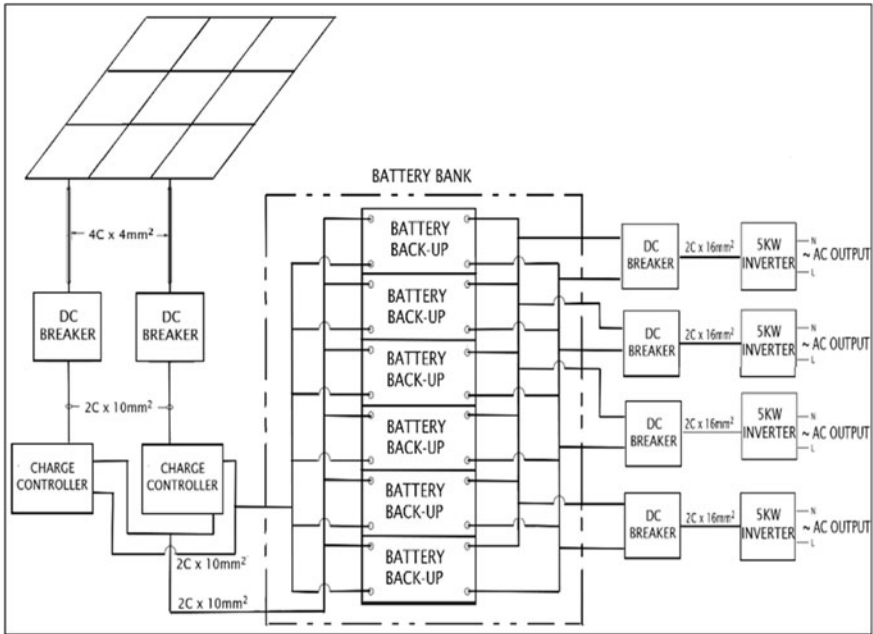 BATTERY BANK
4C x 4mm²
DC
BREAKER
DC
BREAKER
2C x 10mm²
CHARGE
CONTROLLER
CHARGE
CONTROLLER
2C x 10mm²
2C x 10mm²
BATTERY
BACK-UP
BATTERY
BACK-UP
BATTERY
BACK-UP
BATTERY
BACK-UP
BATTERY
BACK-UP
BATTERY
BACK-UP
DC
BREAKER
2C x 16mm²
5KW
INVERTER
N
~ AC OUTPUT
L
DC
BREAKER
2C x 16mm²
5KW
INVERTER
N
~ AC OUTPUT
L
DC
BREAKER
2C x 16mm²
5KW
INVERTER
N
~ AC OUTPUT
L
DC
BREAKER
2C x 16mm²
5KW
INVERTER
N
~ AC OUTPUT
L